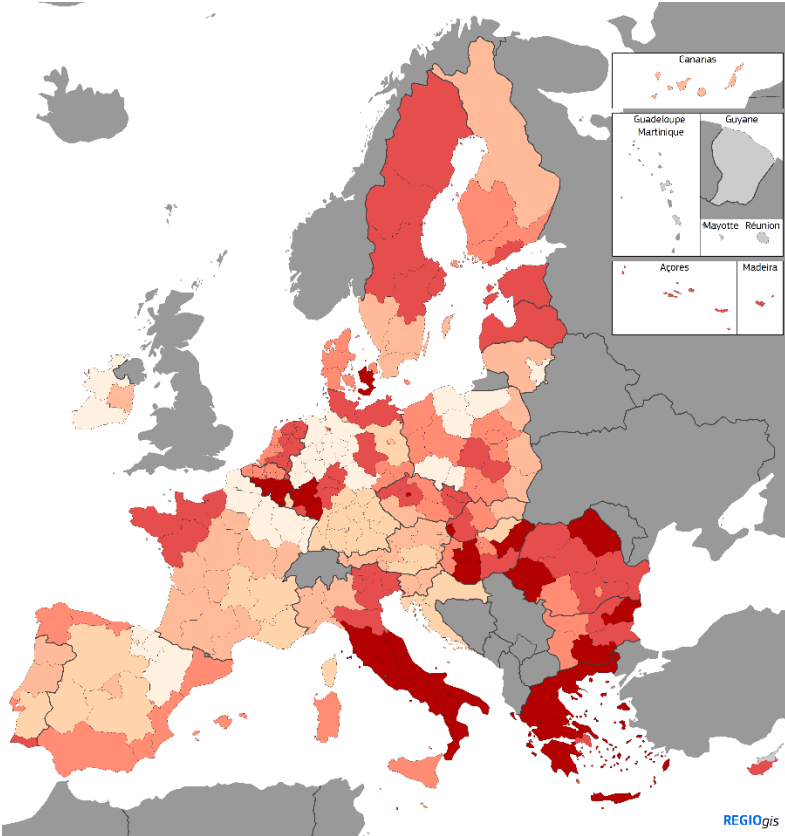 Canarias
Guadeloupe
Martinique
Guyane
Mayotte
Réunion
Açores
Madeira
REGIOgis